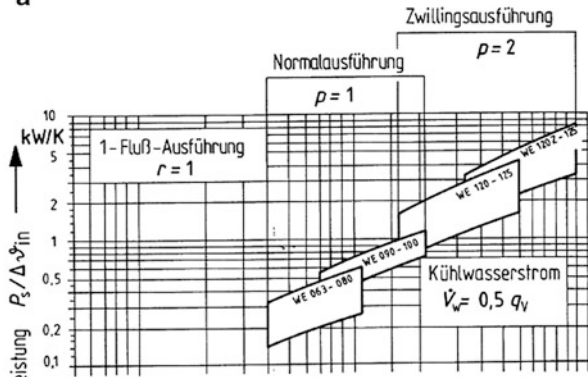 a
Zwillingsausführung
p = 2
Normalausführung
p = 1
10
kW/K
5
2
1
0,5
0,2
0,1
1-Fluß-Ausführung
r = 1
WE 120Z-125
WE 120-125
WE 090-100
WE 063-080
Kühlwasserstrom
V̇w = 0,5 qv
eistung Ps/Δϑin